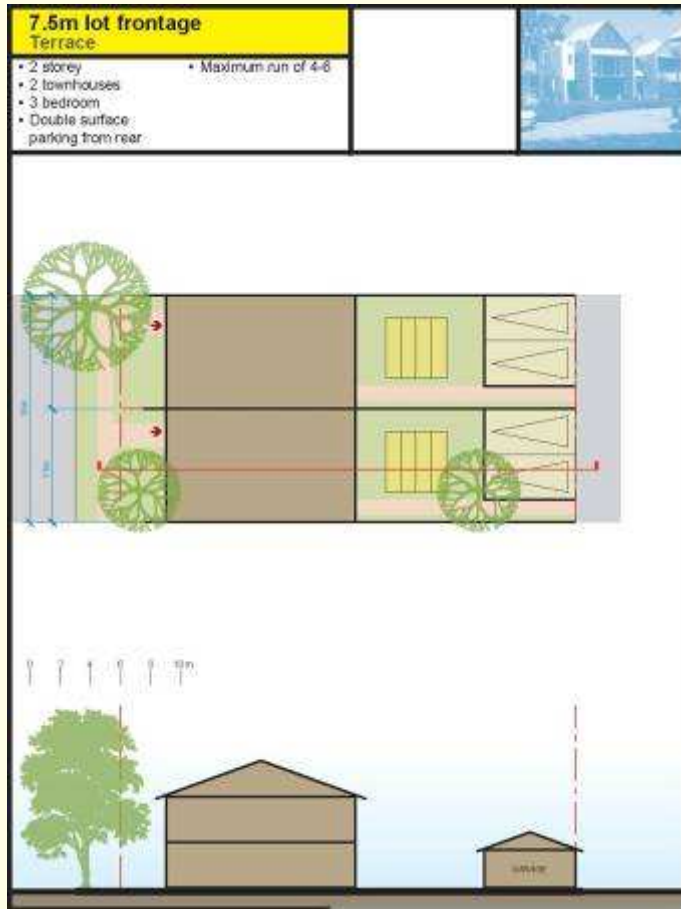 7.5m lot frontage
Terrace
• 2 storey
• 2 townhouses
• 3 bedroom
• Double surface
parking from rear
• Maximum run of 4-6
0 2 4 6 8 10m
GARAGE